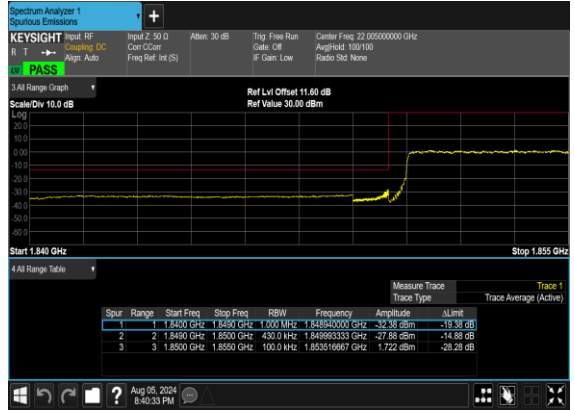 Spectrum Analyzer 1
Spurious Emissions
+
KEYSIGHT Input: RF Input Z: 50 Ω Atten: 30 dB Trig: Free Run Center Freq: 22.005000000 GHz
R T Coupling: DC Corr CCorr Gate: Off Avg|Hold: 100/100
Align: Auto Freq Ref: Int (S) IF Gain: Low Radio Std: None
PASS
3 All Range Graph Ref Lvl Offset 11.60 dB
Scale/Div 10.0 dB Ref Value 30.00 dBm
Log
20.0
10.0
0.00
-10.0
-20.0
-30.0
-40.0
-50.0
-60.0
Start 1.840 GHz Stop 1.855 GHz
4 All Range Table
Measure Trace Trace 1
Trace Type Trace Average (Active)
Spur Range Start Freq Stop Freq RBW Frequency Amplitude ΔLimit
1 1 1.8400 GHz 1.8490 GHz 1.000 MHz 1.848940000 GHz -32.38 dBm -19.38 dB
2 2 1.8490 GHz 1.8500 GHz 430.0 kHz 1.849993333 GHz -27.88 dBm -14.88 dB
3 3 1.8500 GHz 1.8550 GHz 100.0 kHz 1.853516667 GHz 1.722 dBm -28.28 dB
? Aug 05, 2024
8:40:33 PM